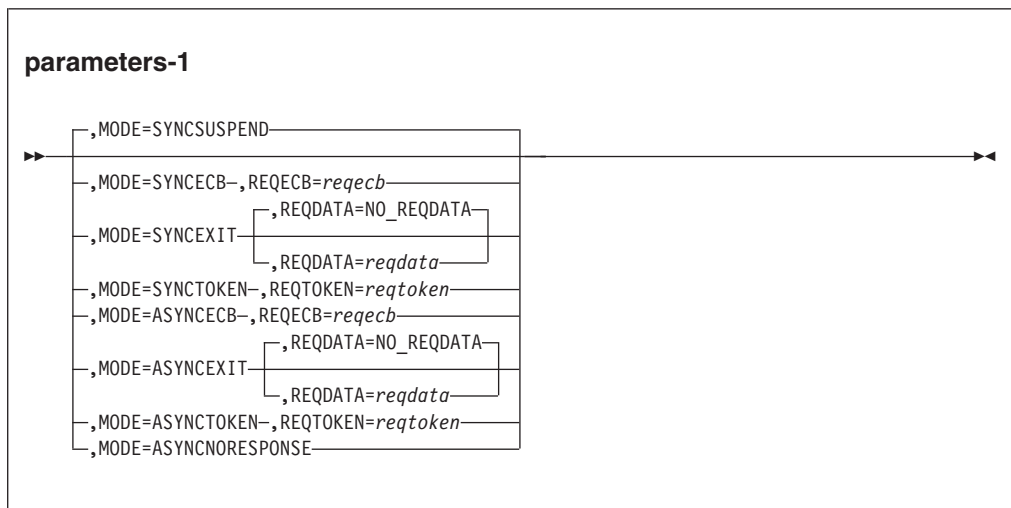 parameters-1
,MODE=SYNCSUSPEND
,MODE=SYNCECB ,REQECB=reqecb
,REQDATA=NO_REQDATA
,MODE=SYNCEXIT
,REQDATA=reqdata
,MODE=SYNCTOKEN ,REQTOKEN=reqtoken
,MODE=ASYNCECB ,REQECB=reqecb
,REQDATA=NO_REQDATA
,MODE=ASYNCEXIT
,REQDATA=reqdata
,MODE=ASYNCTOKEN ,REQTOKEN=reqtoken
,MODE=ASYNCNORESPONSE